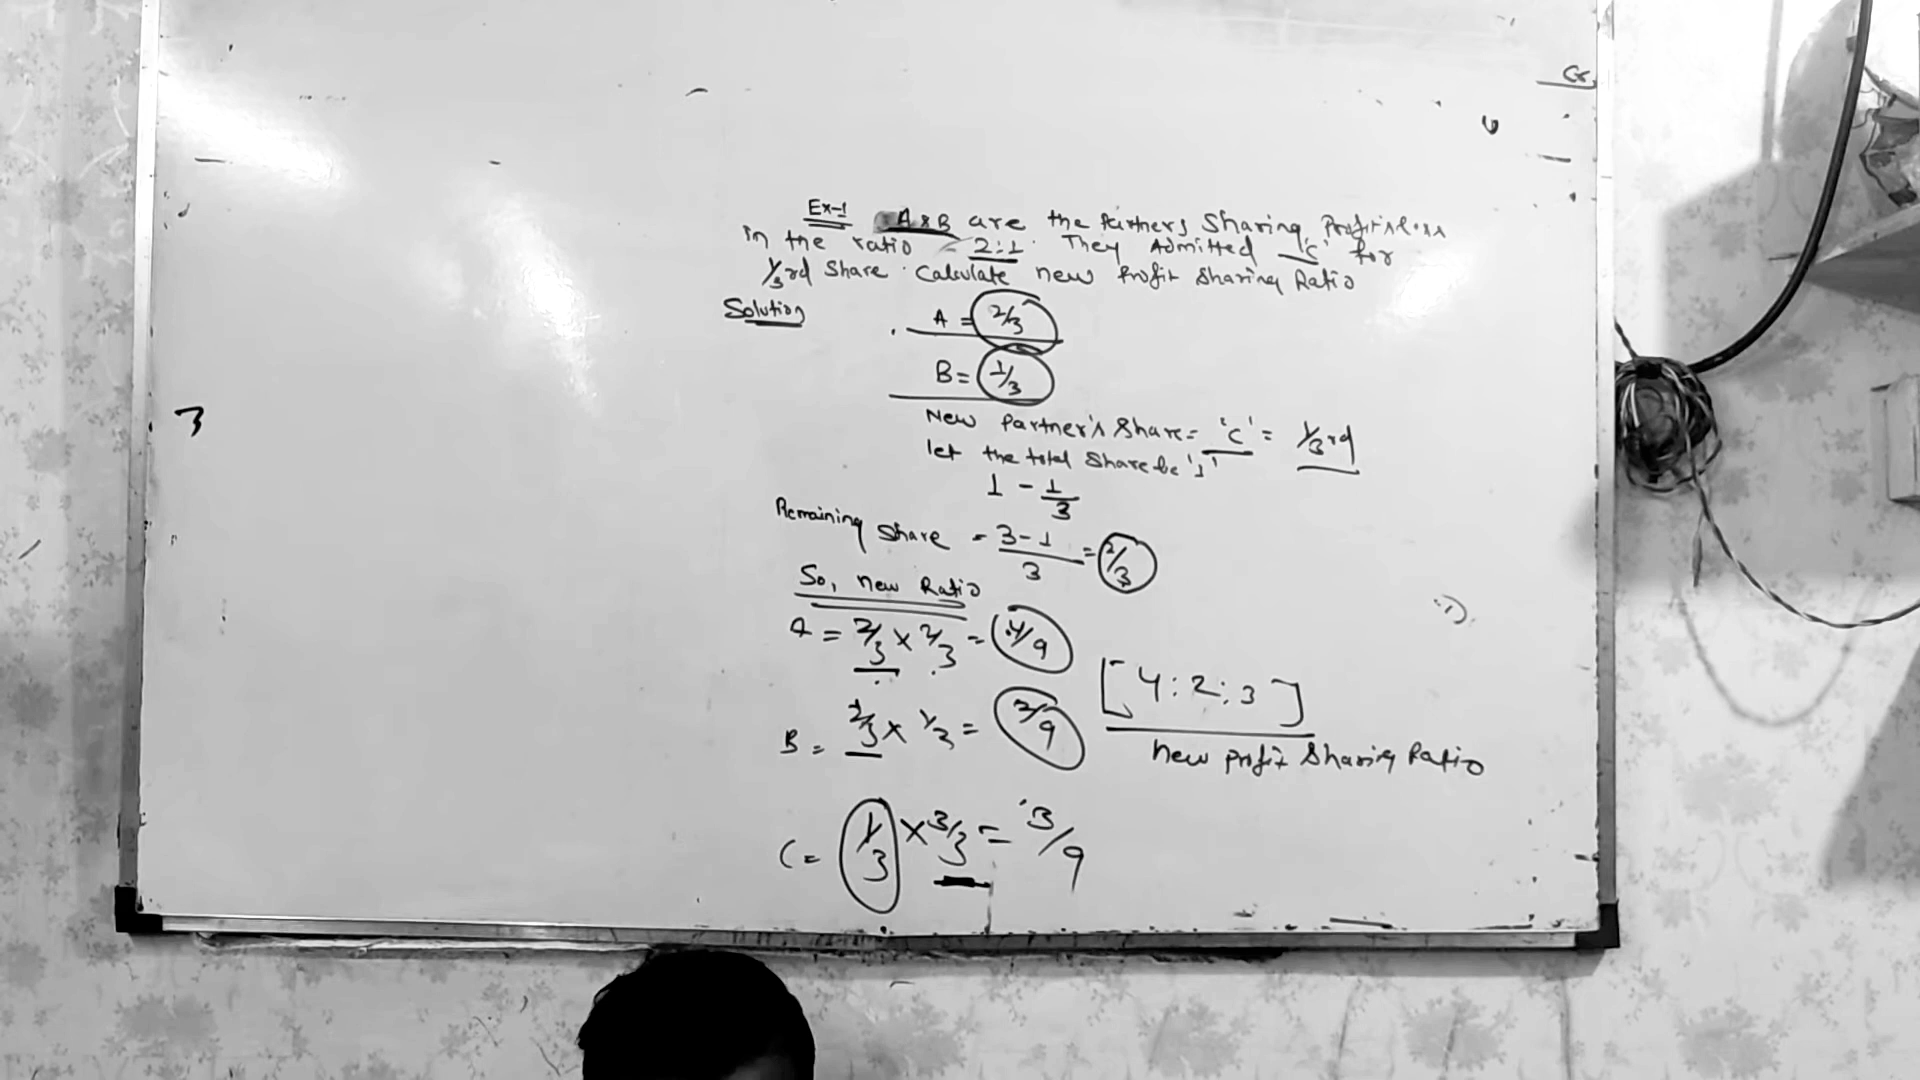 Cr.
Ex-1 A & B are the Partners Sharing Profit & loss
in the ratio 2:1. They Admitted 'C' for
1/3rd Share. Calculate new Profit Sharing Ratio
Solution
A = 2/3
B = 1/3
New Partner's Share = 'C' = 1/3rd
let the total Share be '1'
1 - 1/3
Remaining Share = 3-1/3 = 2/3
So, new Ratio
A = 2/3 x 2/3 = 4/9
[4:2:3]
B = 2/3 x 1/3 = 2/9
new profit Sharing Ratio
C = 1/3 x 3/3 = 3/9